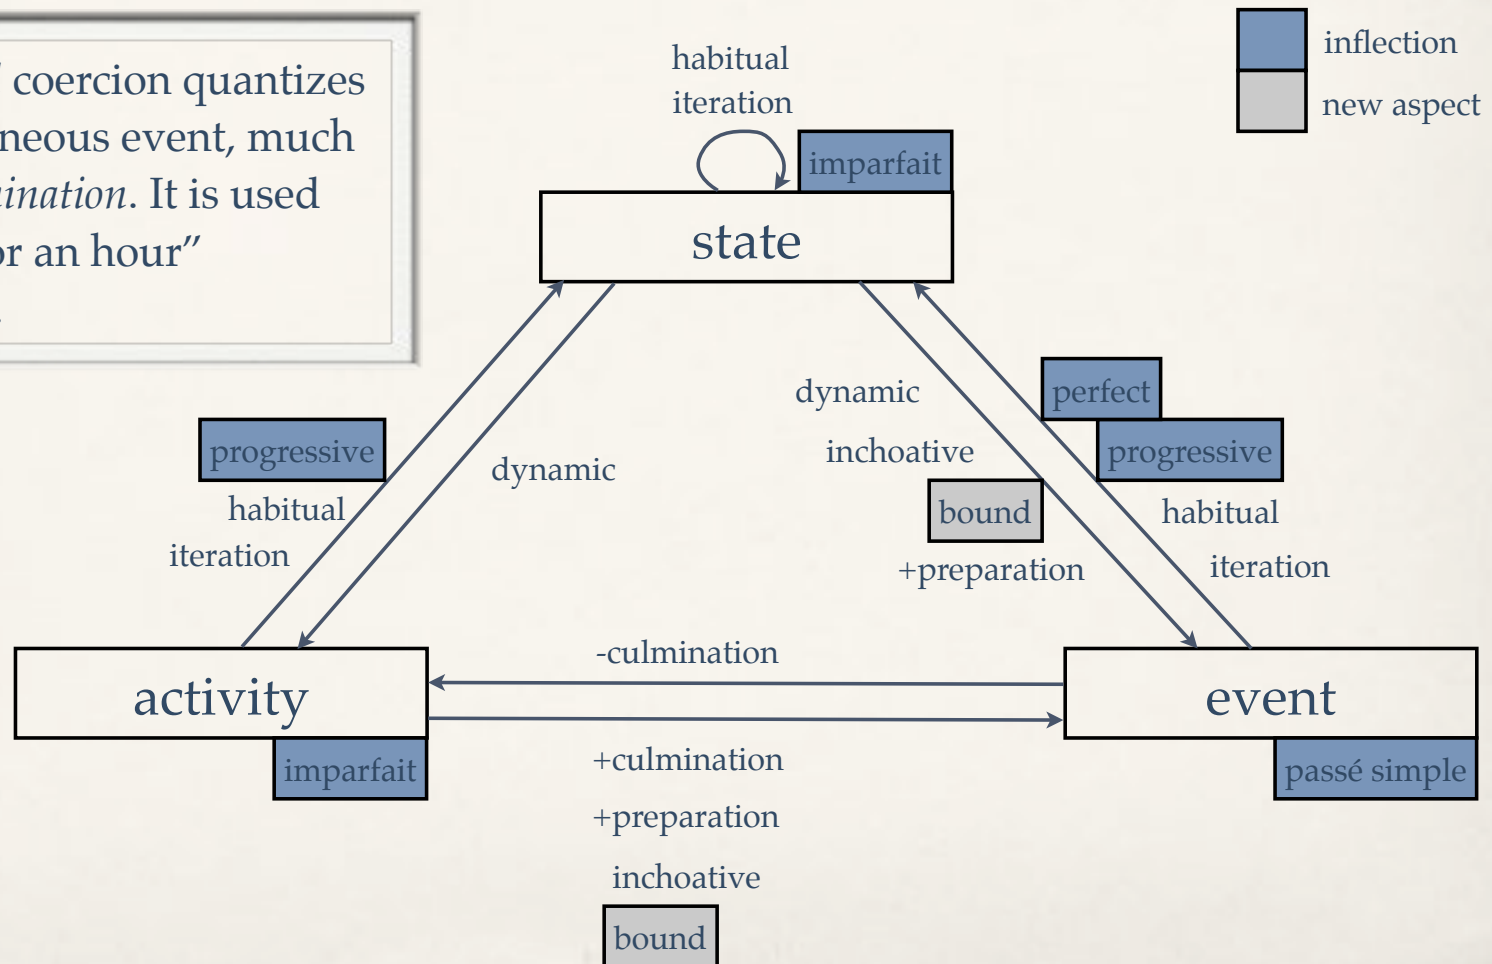 coercion quantizes
neous event, much
ination. It is used
or an hour”
habitual
iteration
imparfait
inflection
new aspect
state
progressive
habitual
iteration
dynamic
dynamic
inchoative
bound
+preparation
perfect
progressive
habitual
iteration
activity
imparfait
-culmination
+culmination
+preparation
inchoative
bound
event
passé simple